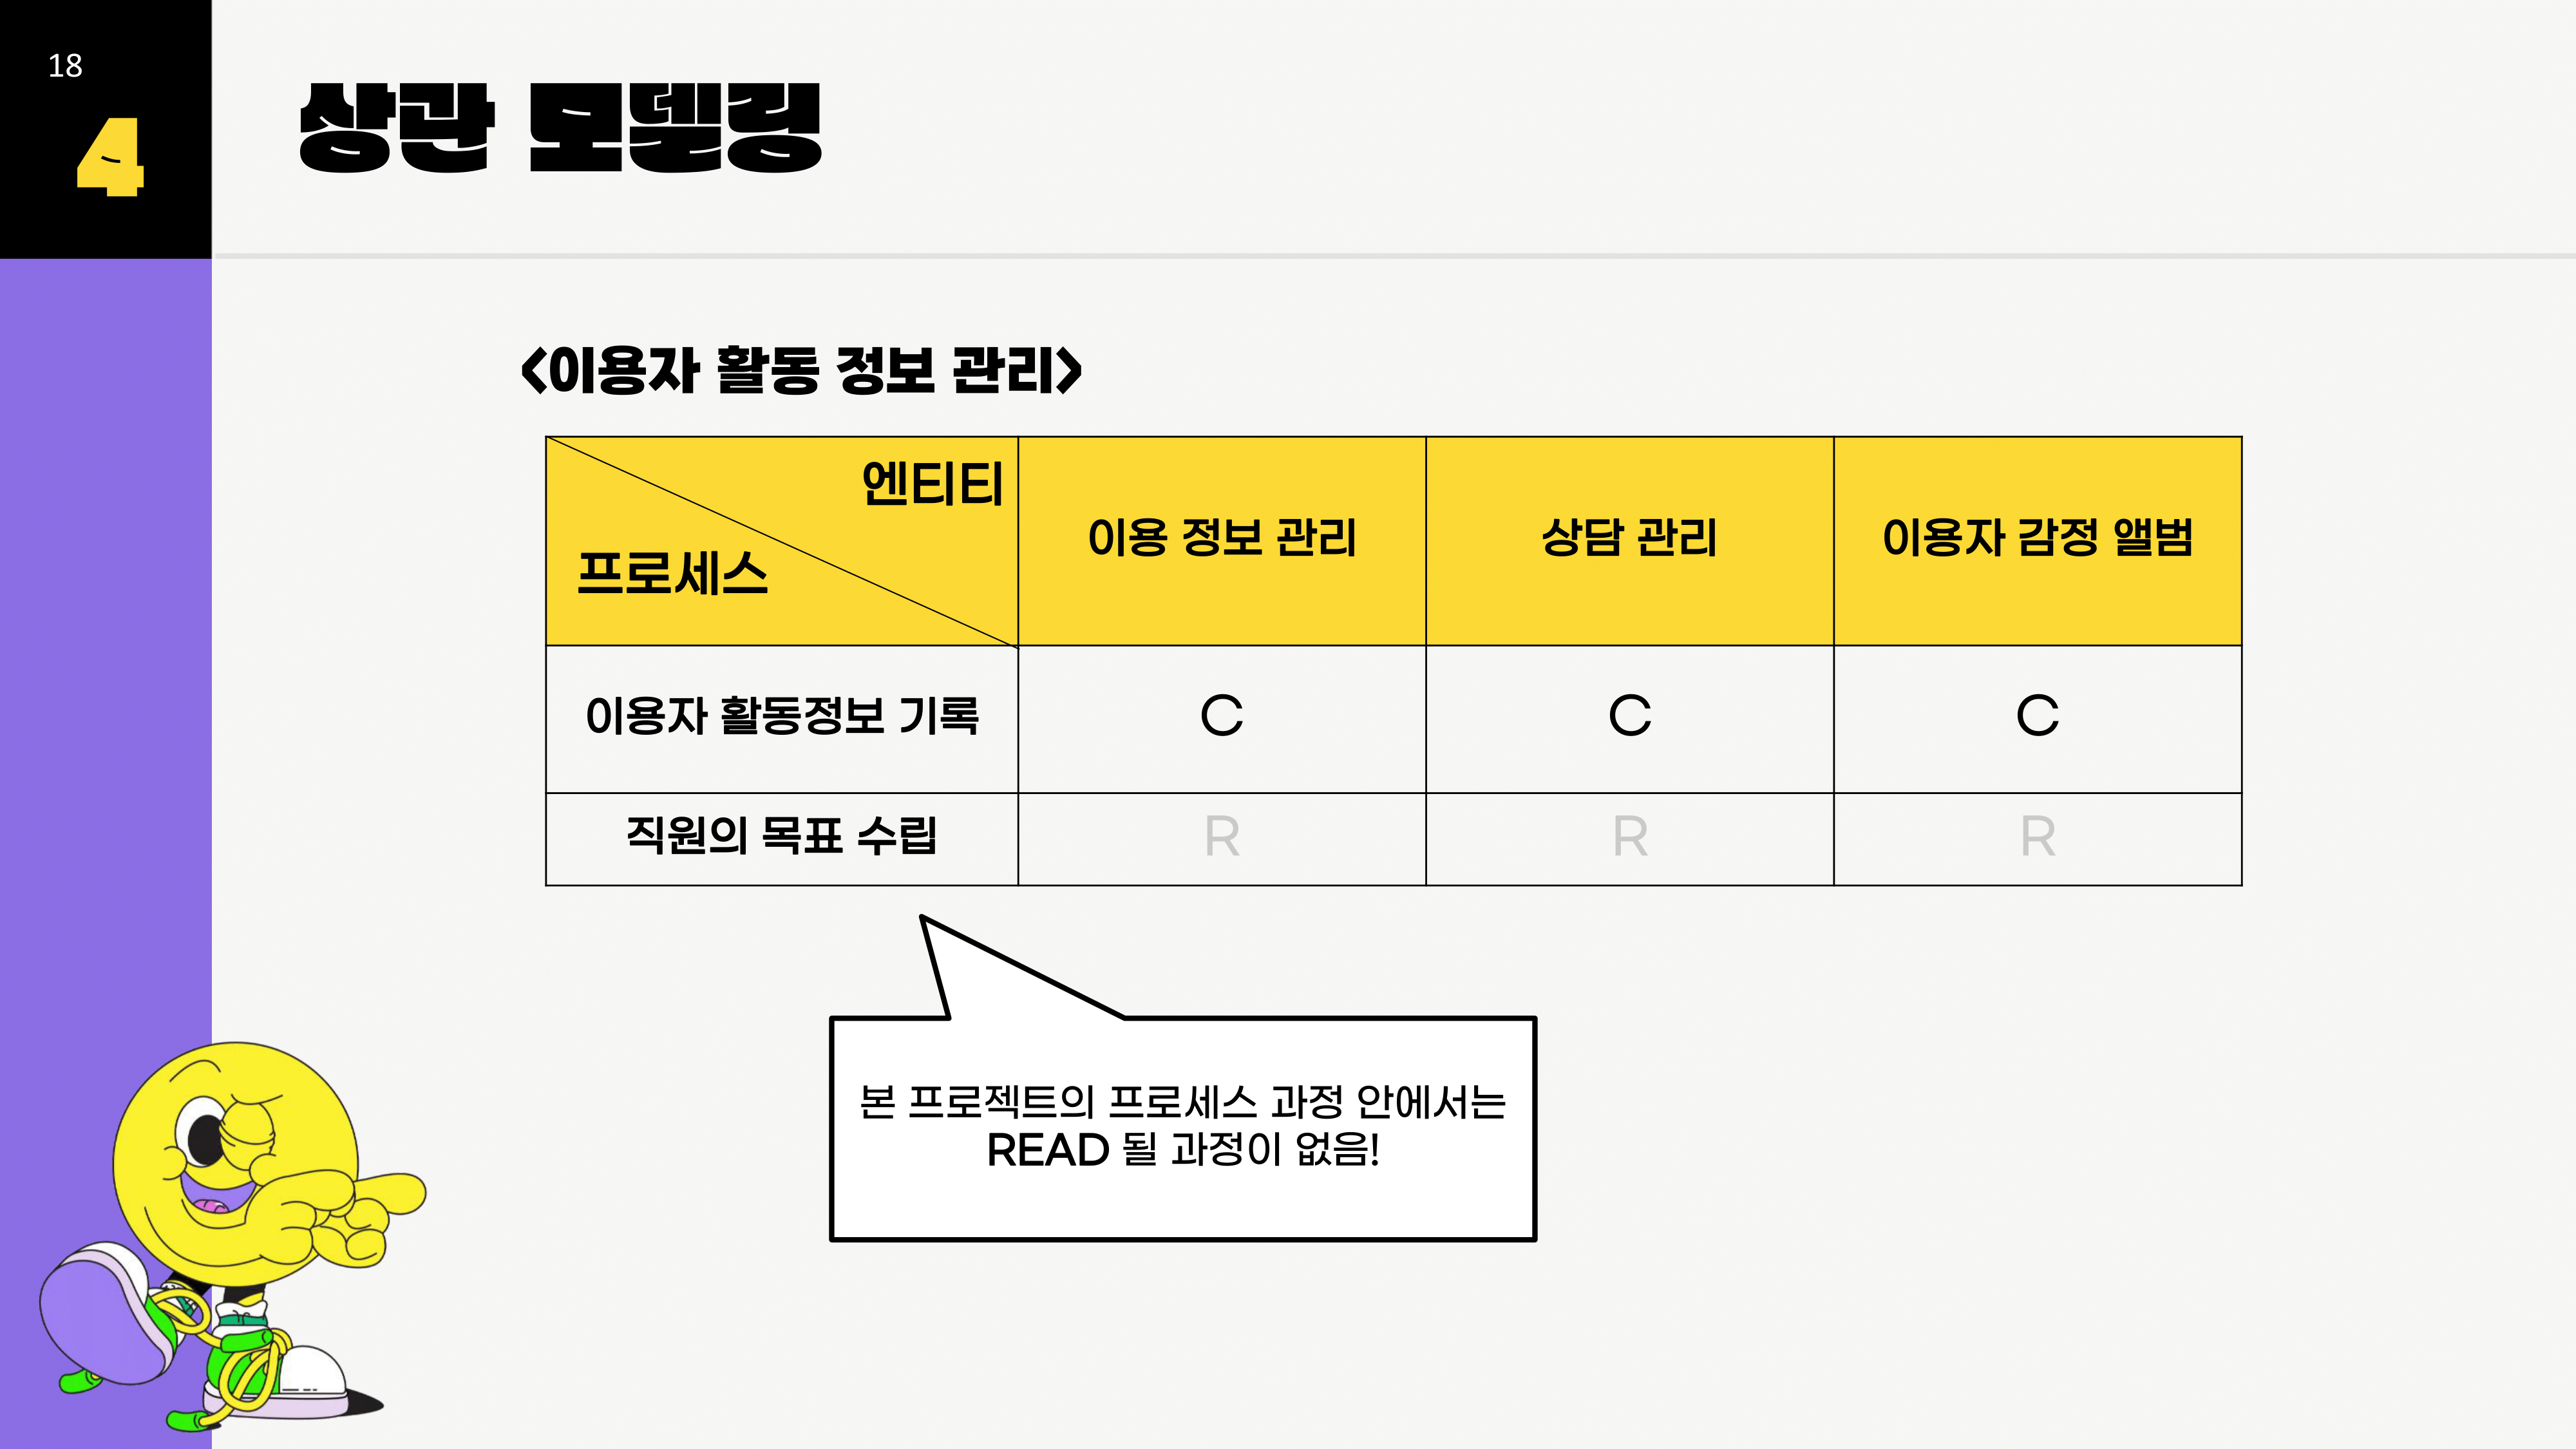 18
4
상관 모델링
<이용자 활동 정보 관리>
엔티티
프로세스
이용 정보 관리
상담 관리
이용자 감정 앨범
이용자 활동정보 기록
C
C
C
직원의 목표 수립
R
R
R
본 프로젝트의 프로세스 과정 안에서는
READ 될 과정이 없음!